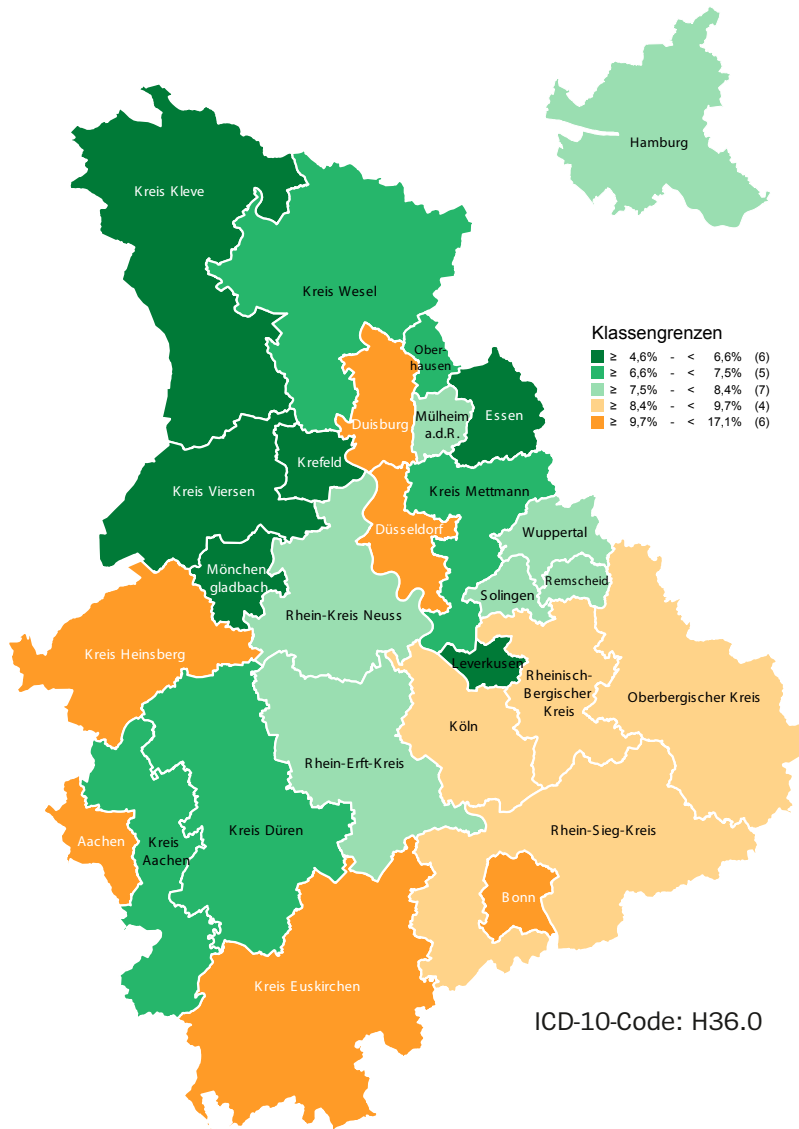 Hamburg
Kreis Kleve
Kreis Wesel
Klassengrenzen
≥ 4,6% - < 6,6% (6)
≥ 6,6% - < 7,5% (5)
≥ 7,5% - < 8,4% (7)
≥ 8,4% - < 9,7% (4)
≥ 9,7% - < 17,1% (6)
Ober-
hausen
Duisburg
Mülheim
a.d.R.
Essen
Krefeld
Kreis Viersen
Kreis Mettmann
Düsseldorf
Wuppertal
Mönchen
gladbach
Solingen
Remscheid
Rhein-Kreis Neuss
Kreis Heinsberg
Leverkusen
Rheinisch-
Bergischer
Kreis
Oberbergischer Kreis
Köln
Rhein-Erft-Kreis
Aachen
Kreis
Aachen
Kreis Düren
Rhein-Sieg-Kreis
Bonn
Kreis Euskirchen
ICD-10-Code: H36.0